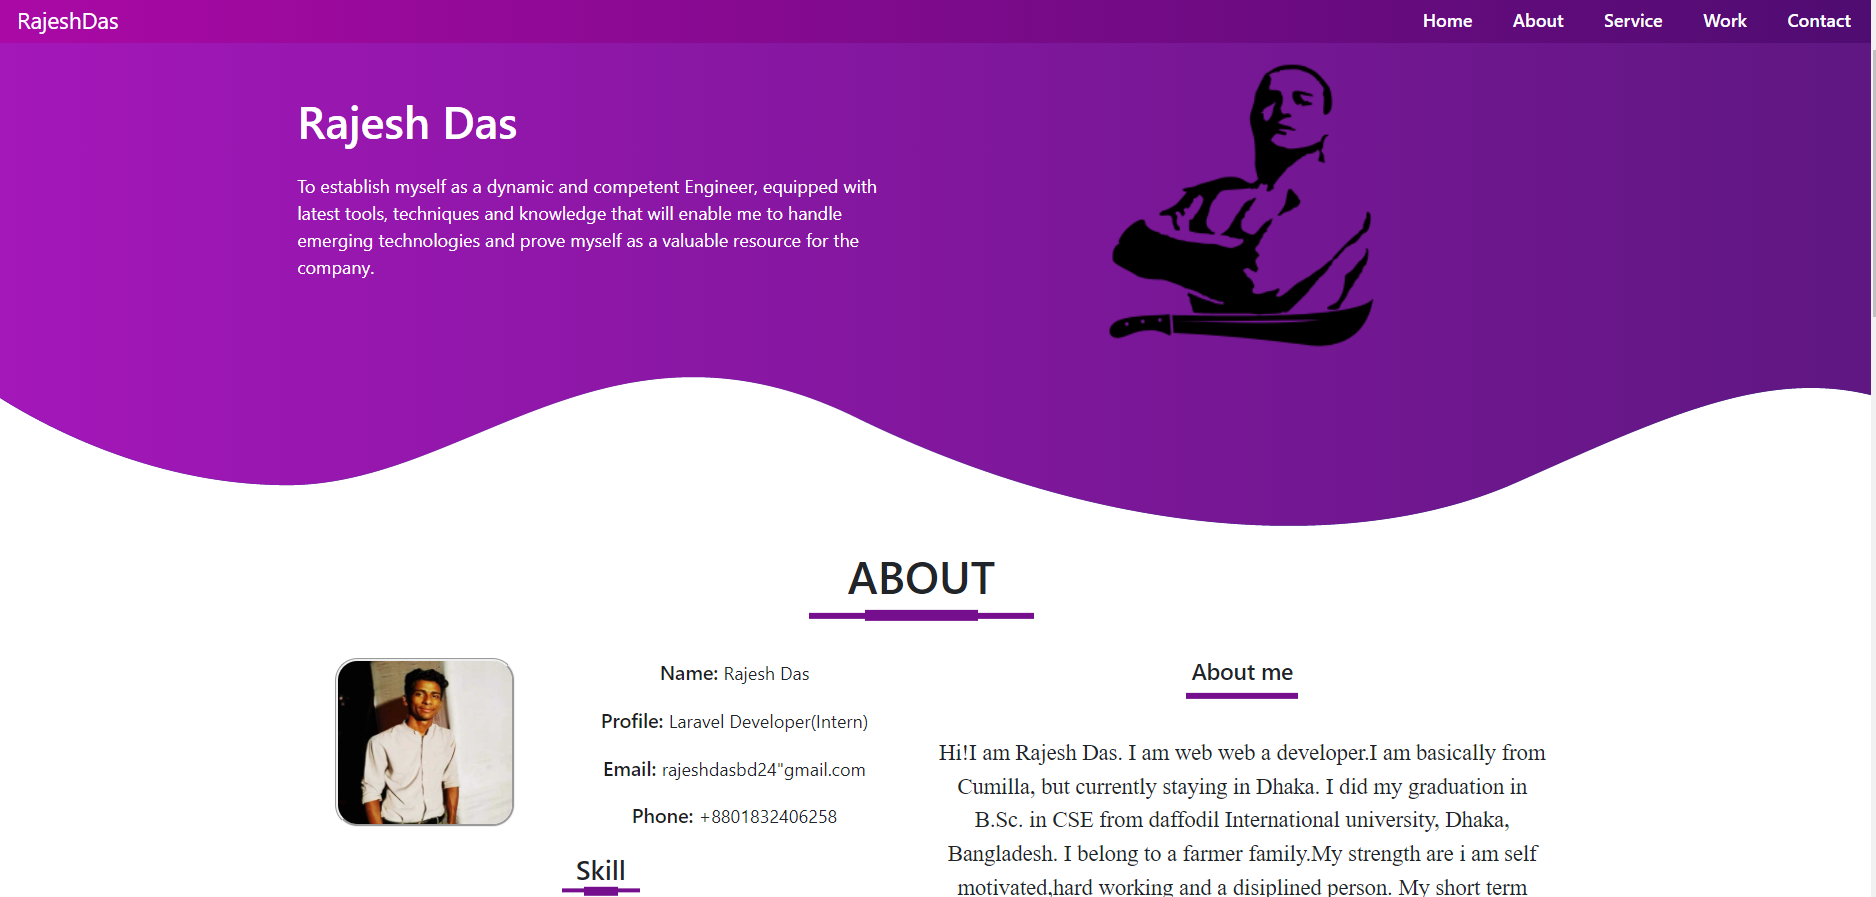 RajeshDas
Home About Service Work Contact
Rajesh Das
To establish myself as a dynamic and competent Engineer, equipped with
latest tools, techniques and knowledge that will enable me to handle
emerging technologies and prove myself as a valuable resource for the
company.
ABOUT
Name: Rajesh Das
Profile: Laravel Developer(Intern)
Email: rajeshdasbd24"gmail.com
Phone: +8801832406258
Skill
About me
Hi!I am Rajesh Das. I am web web a developer.I am basically from
Cumilla, but currently staying in Dhaka. I did my graduation in
B.Sc. in CSE from daffodil International university, Dhaka,
Bangladesh. I belong to a farmer family.My strength are i am self
motivated,hard working and a disiplined person. My short term